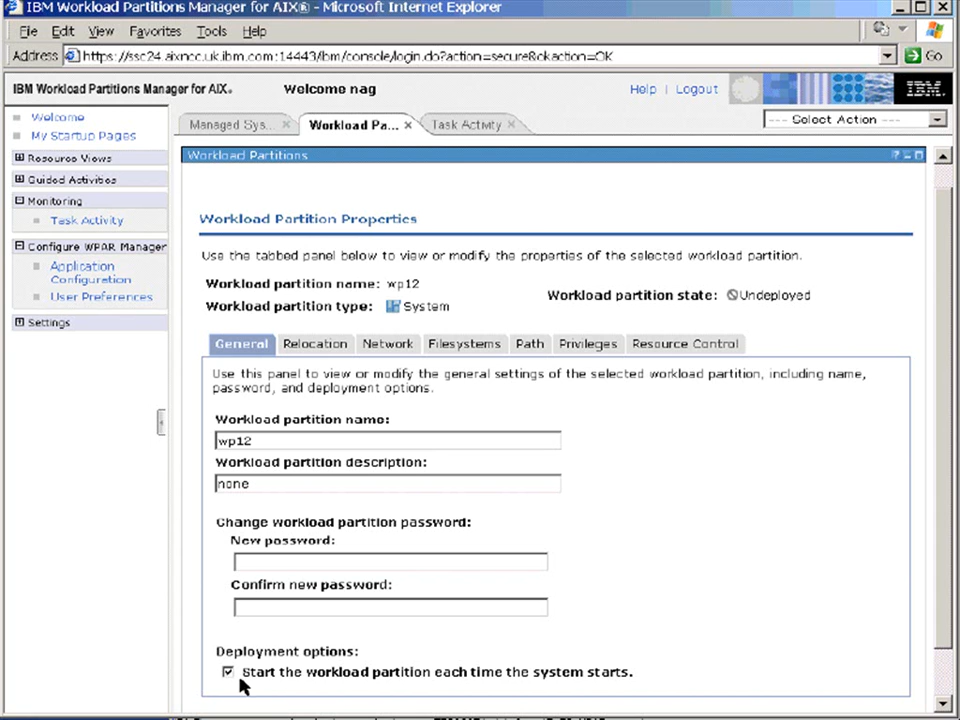 IBM Workload Partitions Manager for AIX® - Microsoft Internet Explorer
File Edit View Favorites Tools Help
Address https://ssc24.aixncc.uk.ibm.com:14443/ibm/console/login.do?action=secure&okaction=OK Go
IBM Workload Partitions Manager for AIX® Welcome nag Help | Logout IBM.
Welcome
My Startup Pages
Resource Views
Guided Activities
Monitoring
Task Activity
Configure WPAR Manager
Application
Configuration
User Preferences
Settings
Managed Sys... Workload Pa... Task Activity --- Select Action ---
Workload Partitions
Workload Partition Properties
Use the tabbed panel below to view or modify the properties of the selected workload partition.
Workload partition name: wp12
Workload partition state: Undeployed
Workload partition type: System
General Relocation Network Filesystems Path Privileges Resource Control
Use this panel to view or modify the general settings of the selected workload partition, including name,
password, and deployment options.
Workload partition name:
wp12
Workload partition description:
none
Change workload partition password:
New password:
Confirm new password:
Deployment options:
Start the workload partition each time the system starts.